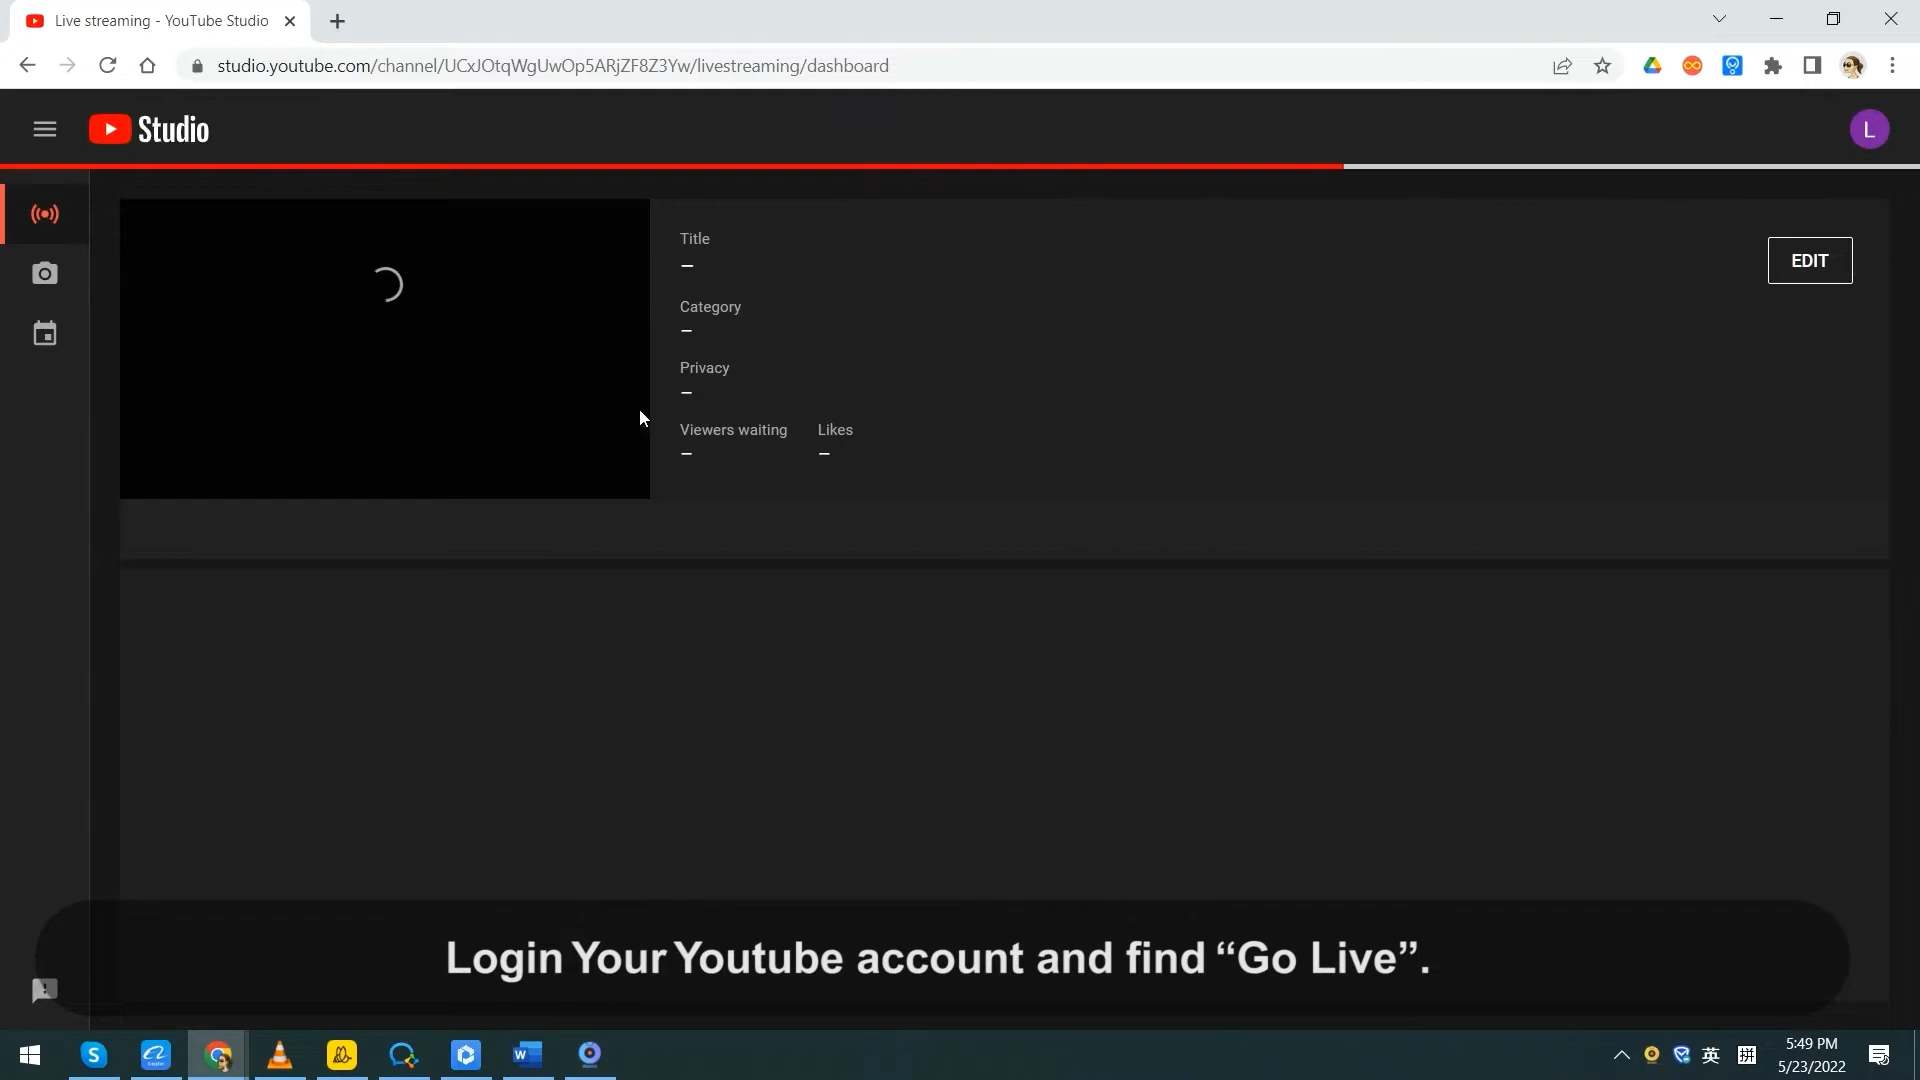 Live streaming - YouTube Studio
studio.youtube.com/channel/UCxJOtqWgUwOp5ARjZF8Z3Yw/livestreaming/dashboard
Studio
L
Title
–
EDIT
Category
–
Privacy
–
Viewers waiting Likes
– –
Login Your Youtube account and find “Go Live”.
英 拼
5:49 PM
5/23/2022